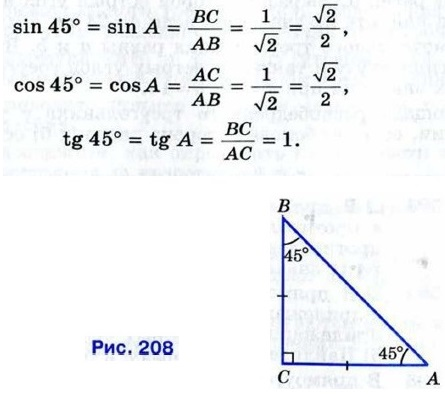 sin 45° = sin A = BC/AB = 1/√2 = √2/2,
cos 45° = cos A = AC/AB = 1/√2 = √2/2,
tg 45° = tg A = BC/AC = 1.
B
45°
45°
C
A
Рис. 208